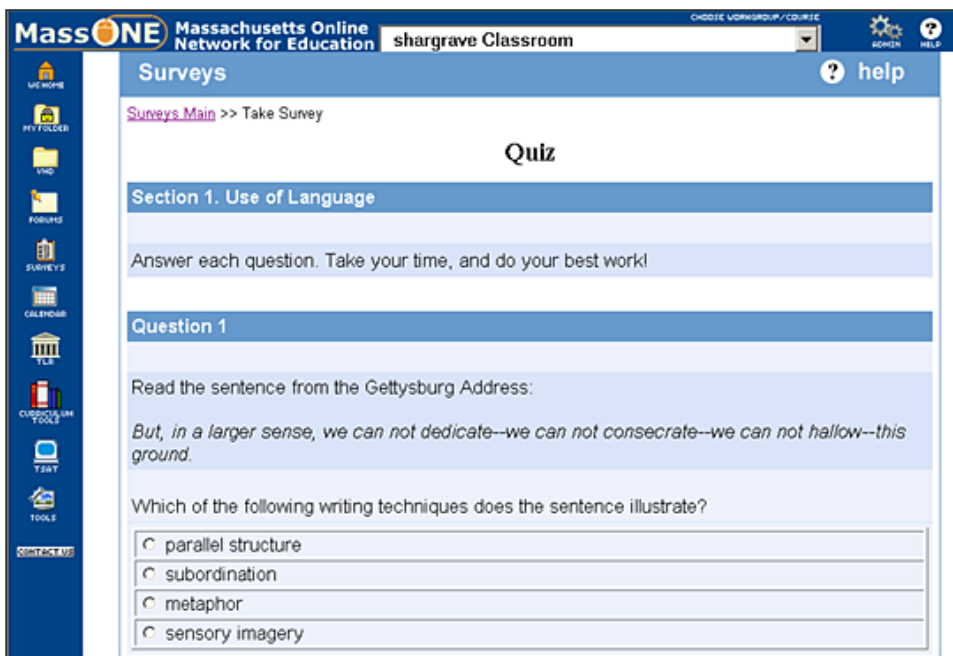 MassONE Massachusetts Online
Network for Education
CHOOSE WORKGROUP/COURSE
shargrave Classroom
ADMIN
HELP
WG HOME
MY FOLDER
VHD
FORUMS
SURVEYS
CALENDAR
TLR
CURRICULUM
TOOLS
TSAT
TOOLS
CONTACT US
Surveys
? help
Surveys Main >> Take Survey
Quiz
Section 1. Use of Language
Answer each question. Take your time, and do your best work!
Question 1
Read the sentence from the Gettysburg Address:
But, in a larger sense, we can not dedicate--we can not consecrate--we can not hallow--this
ground.
Which of the following writing techniques does the sentence illustrate?
parallel structure
subordination
metaphor
sensory imagery